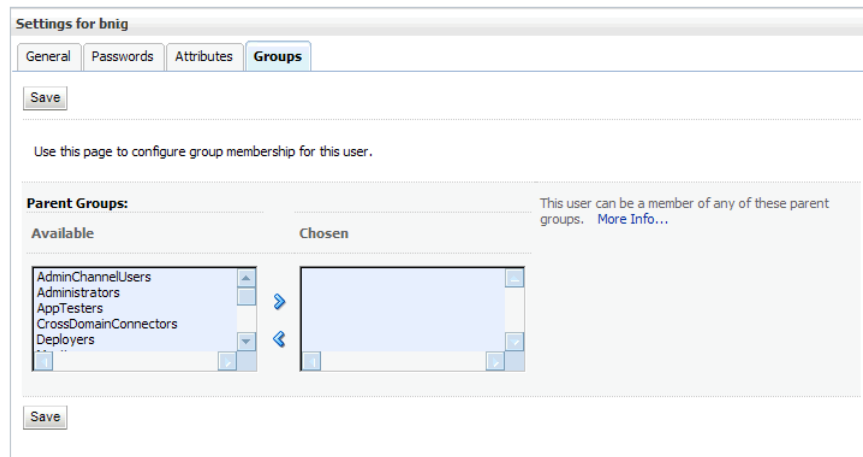 Settings for bnig
General Passwords Attributes Groups
Save
Use this page to configure group membership for this user.
Parent Groups:
This user can be a member of any of these parent
groups. More Info...
Available Chosen
AdminChannelUsers
Administrators
AppTesters
CrossDomainConnectors
Deployers
Save